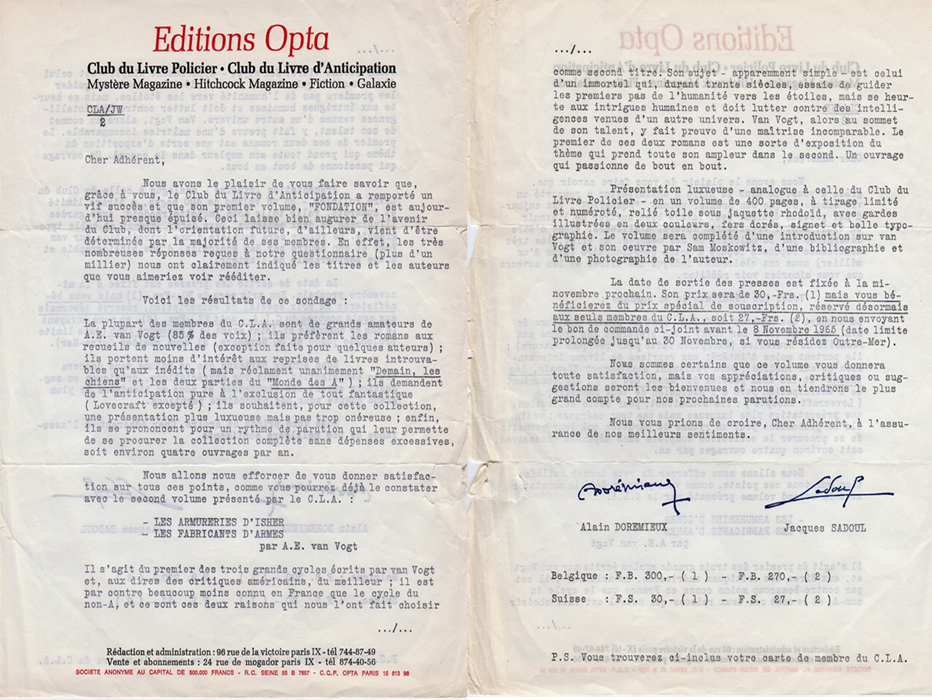 Editions Opta
Club du Livre Policier • Club du Livre d'Anticipation
Mystère Magazine • Hitchcock Magazine • Fiction • Galaxie
CLA/JW
2
Cher Adhérent,
Nous avons le plaisir de vous faire savoir que,
grâce à vous, le Club du Livre d'Anticipation a remporté un
vif succès et que son premier volume, "FONDATION", est aujour-
d'hui presque épuisé. Ceci laisse bien augurer de l'avenir
du Club, dont l'orientation future, d'ailleurs, vient d'être
déterminée par la majorité de ses membres. En effet, les très
nombreuses réponses reçues à notre questionnaire (plus d'un
millier) nous ont clairement indiqué les titres et les auteurs
que vous aimeriez voir rééditer.
Voici les résultats de ce sondage :
La plupart des membres du C.L.A. sont de grands amateurs de
A.E. van Vogt (85 % des voix) ; ils préfèrent les romans aux
recueils de nouvelles (exception faite pour quelques auteurs) ;
ils portent moins d'intérêt aux reprises de livres introuva-
bles qu'aux inédits ( mais réclament unanimement "Demain, les
chiens" et les deux parties du "Monde des A" ) ; ils demandent
de l'anticipation pure à l'exclusion de tout fantastique
( Lovecraft excepté ) ; ils souhaitent, pour cette collection,
une présentation plus luxueuse mais pas trop onéreuse ; enfin,
ils se prononcent pour un rythme de parution qui leur permette
de se procurer la collection complète sans dépenses excessives,
soit environ quatre ouvrages par an.
Nous allons nous efforcer de vous donner satisfac-
tion sur tous ces points, comme vous pourrez déjà le constater
avec le second volume présenté par le C.L.A. :
- LES ARMURERIES D'ISHER
- LES FABRICANTS D'ARMES
par A.E. van Vogt
Il s'agit du premier des trois grands cycles écrits par van Vogt
et, aux dires des critiques américains, du meilleur ; il est
par contre beaucoup moins connu en France que le cycle du
non-A, et ce sont ces deux raisons qui nous l'ont fait choisir
.../...
Rédaction et administration : 96 rue de la victoire paris IX - tél 744-87-49
Vente et abonnements : 24 rue de mogador paris IX - tél 874-40-56
SOCIÉTÉ ANONYME AU CAPITAL DE 500.000 FRANCS - R.C. SEINE 55 B 7657 - C.C.P. OPTA PARIS 15 813 98
.../...
comme second titre. Son sujet - apparemment simple - est celui
d'un immortel qui, durant trente siècles, essaie de guider
les premiers pas de l'humanité vers les étoiles, mais se heur-
te aux intrigues humaines et doit lutter contre des intelli-
gences venues d'un autre univers. Van Vogt, alors au sommet
de son talent, y fait preuve d'une maîtrise incomparable. Le
premier de ces deux romans est une sorte d'exposition du
thème qui prend toute son ampleur dans le second. Un ouvrage
qui passionne de bout en bout.
Présentation luxueuse - analogue à celle du Club du
Livre Policier - en un volume de 400 pages, à tirage limité
et numéroté, relié toile sous jaquette rhodoïd, avec gardes
illustrées en deux couleurs, fers dorés, signet et belle typo-
graphie. Le volume sera complété d'une introduction sur van
Vogt et son oeuvre par Sam Moskowitz, d'une bibliographie et
d'une photographie de l'auteur.
La date de sortie des presses est fixée à la mi-
novembre prochain. Son prix sera de 30,-Frs. (1) mais vous bé-
néficierez du prix spécial de souscription, réservé désormais
aux seuls membres du C.L.A., soit 27,-Frs. (2), en nous envoyant
le bon de commande ci-joint avant le 8 Novembre 1965 (date limite
prolongée jusqu'au 30 Novembre, si vous résidez Outre-Mer).
Nous sommes certains que ce volume vous donnera
toute satisfaction, mais vos appréciations, critiques ou sug-
gestions seront les bienvenues et nous en tiendrons le plus
grand compte pour nos prochaines parutions.
Nous vous prions de croire, Cher Adhérent, à l'assu-
rance de nos meilleurs sentiments.
Dorémieux Sadoul
Alain DOREMIEUX Jacques SADOUL
Belgique : F.B. 300,- ( 1 ) - F.B. 270,- ( 2 )
Suisse : F.S. 30,- ( 1 ) - F.S. 27,- ( 2 )
P.S. Vous trouverez ci-inclus votre carte de membre du C.L.A.